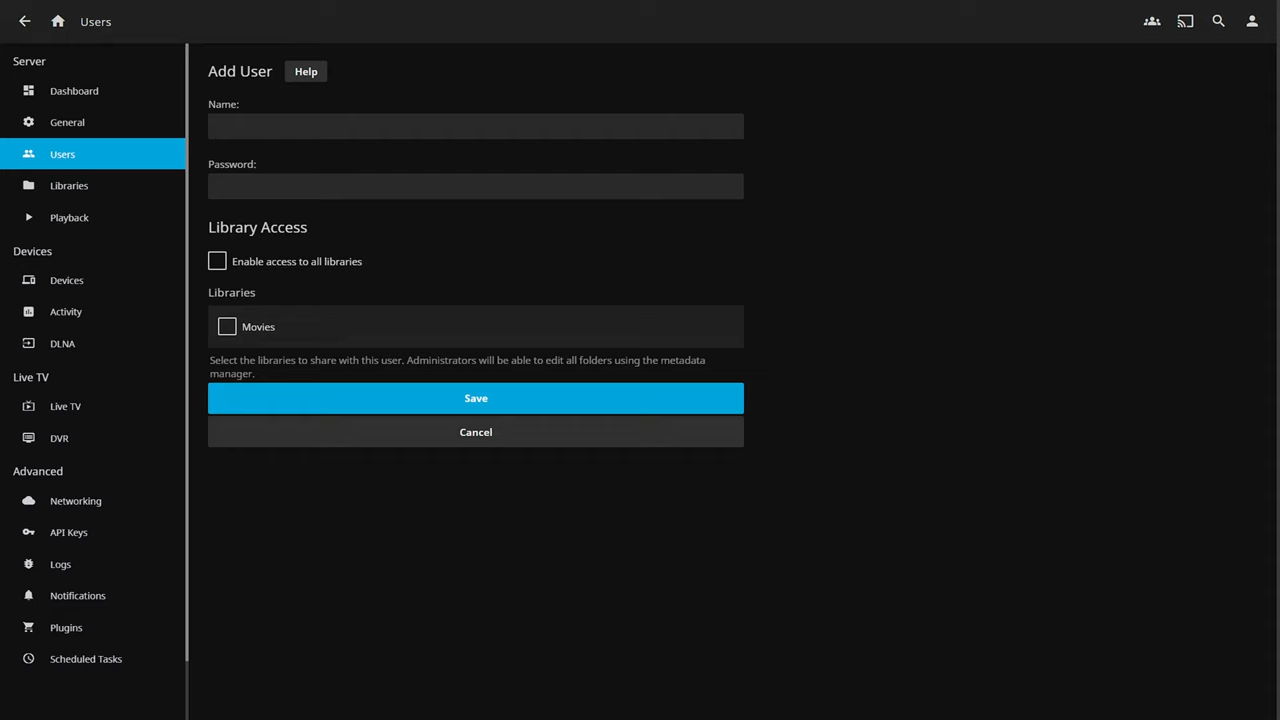 Users
Server
Dashboard
General
Users
Libraries
Playback
Devices
Devices
Activity
DLNA
Live TV
Live TV
DVR
Advanced
Networking
API Keys
Logs
Notifications
Plugins
Scheduled Tasks
Add User
Help
Name:
Password:
Library Access
Enable access to all libraries
Libraries
Movies
Select the libraries to share with this user. Administrators will be able to edit all folders using the metadata
manager.
Save
Cancel